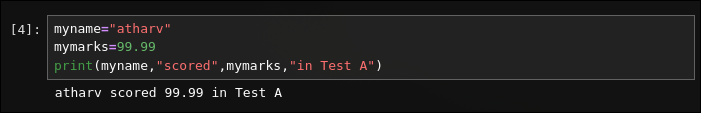 [4]: myname="atharv"
mymarks=99.99
print(myname,"scored",mymarks,"in Test A")
atharv scored 99.99 in Test A